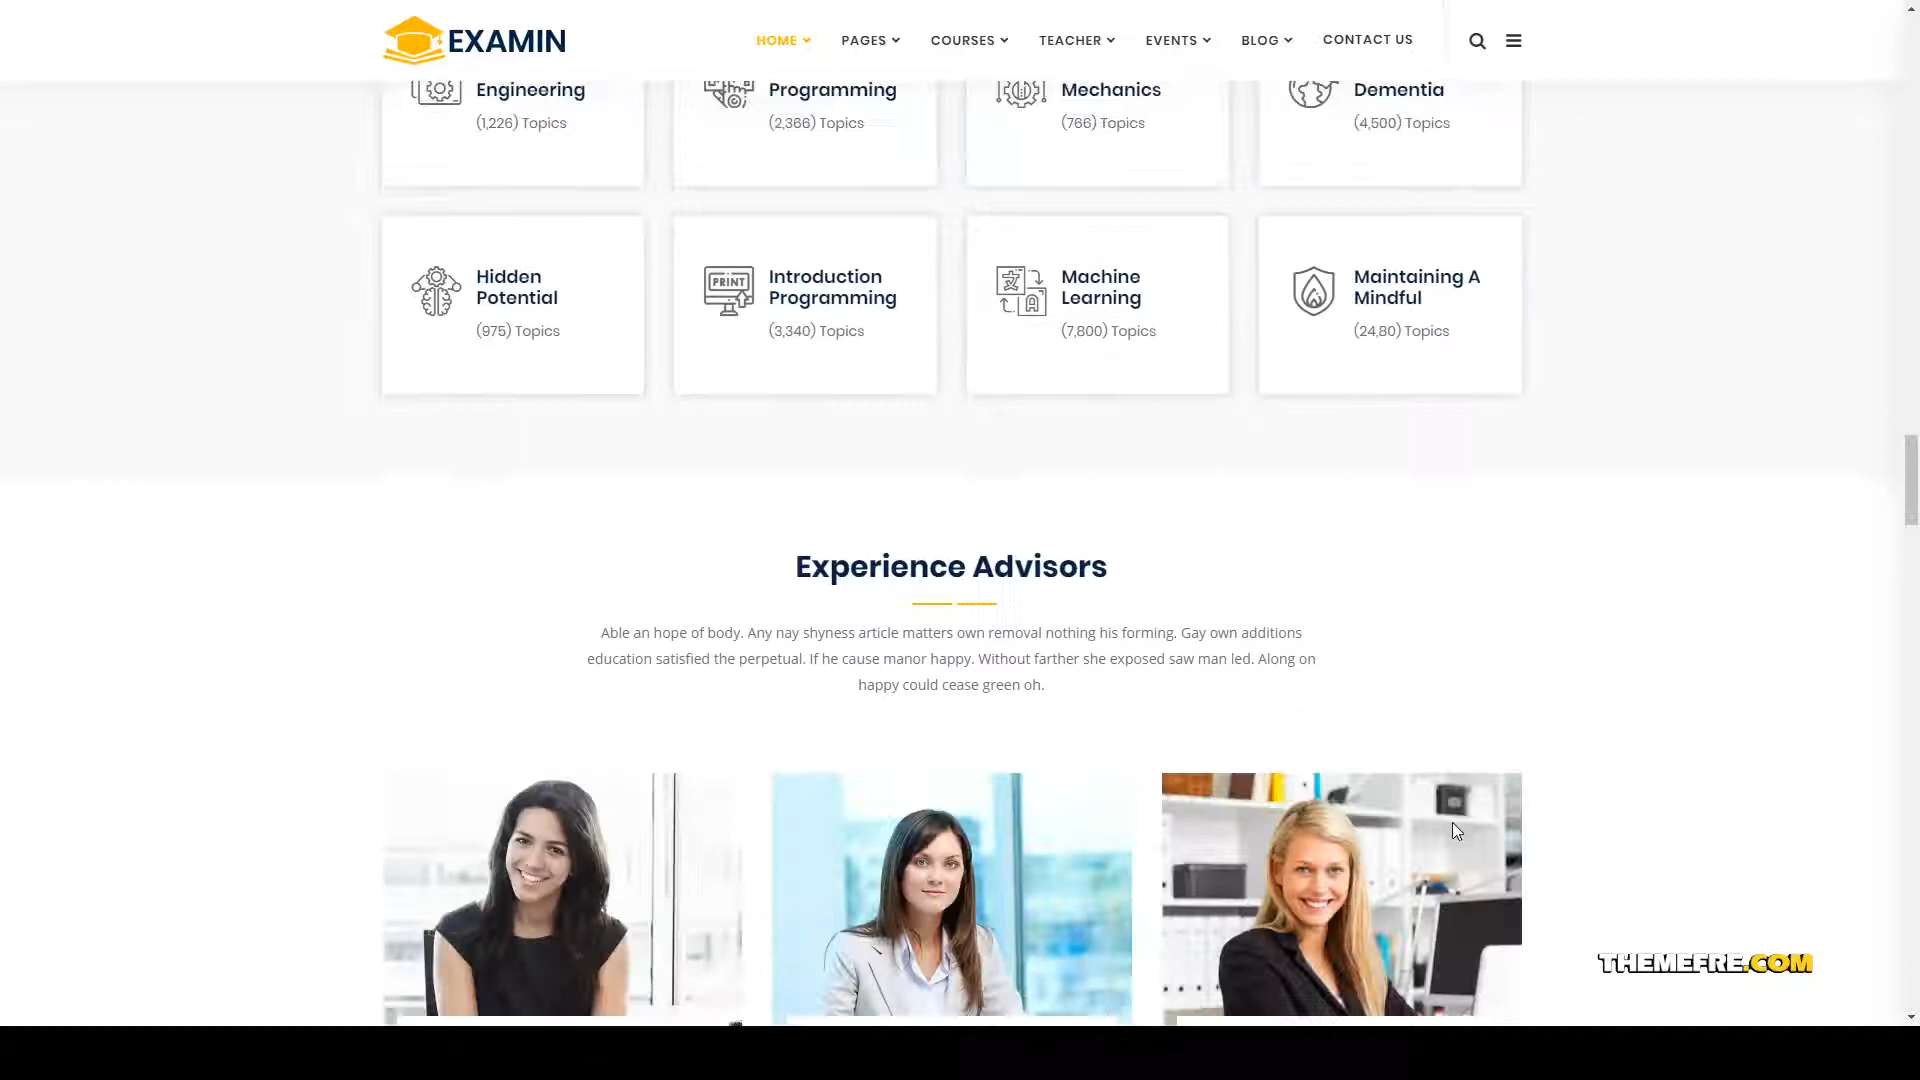 EXAMIN
HOME PAGES COURSES TEACHER EVENTS BLOG CONTACT US
Engineering
(1,226) Topics
Programming
(2,366) Topics
Mechanics
(766) Topics
Dementia
(4,500) Topics
Hidden
Potential
(975) Topics
PRINT
Introduction
Programming
(3,340) Topics
文
A
Machine
Learning
(7,800) Topics
Maintaining A
Mindful
(24,80) Topics
Experience Advisors
Able an hope of body. Any nay shyness article matters own removal nothing his forming. Gay own additions
education satisfied the perpetual. If he cause manor happy. Without farther she exposed saw man led. Along on
happy could cease green oh.
THEMEFRE.COM